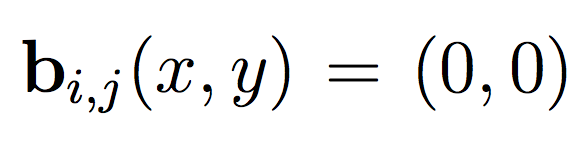 b_{i,j}(x, y) = (0, 0)